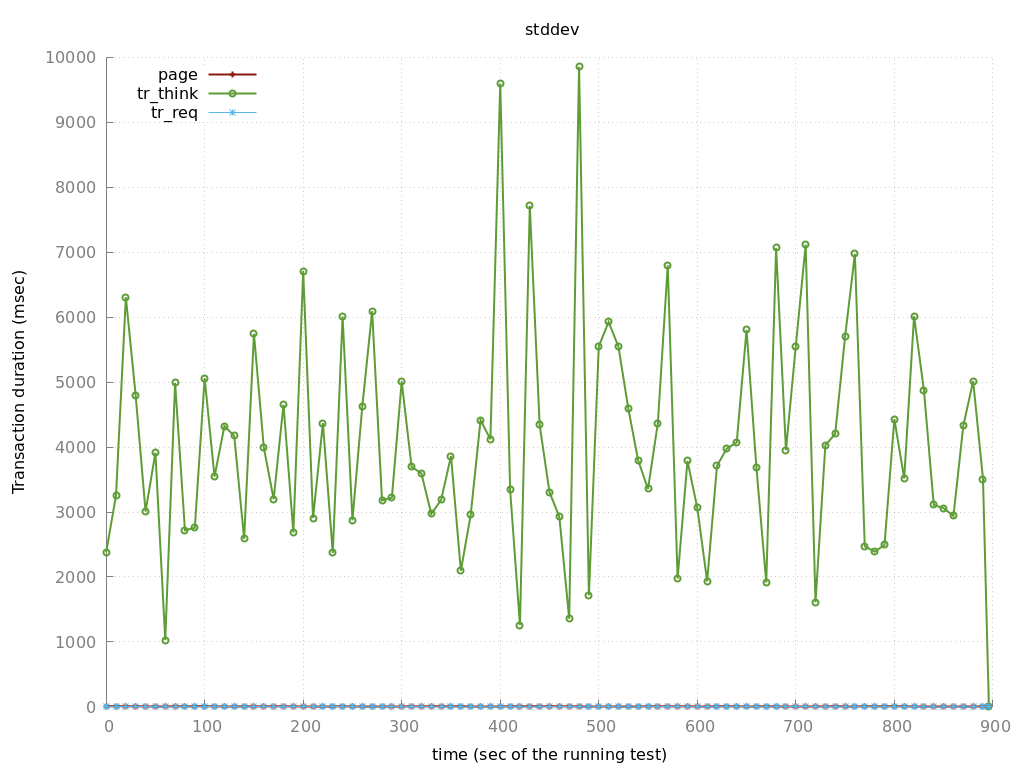 stddev
page
tr_think
tr_req
10000
9000
8000
7000
6000
5000
4000
3000
2000
1000
0
Transaction duration (msec)
0 100 200 300 400 500 600 700 800 900
time (sec of the running test)